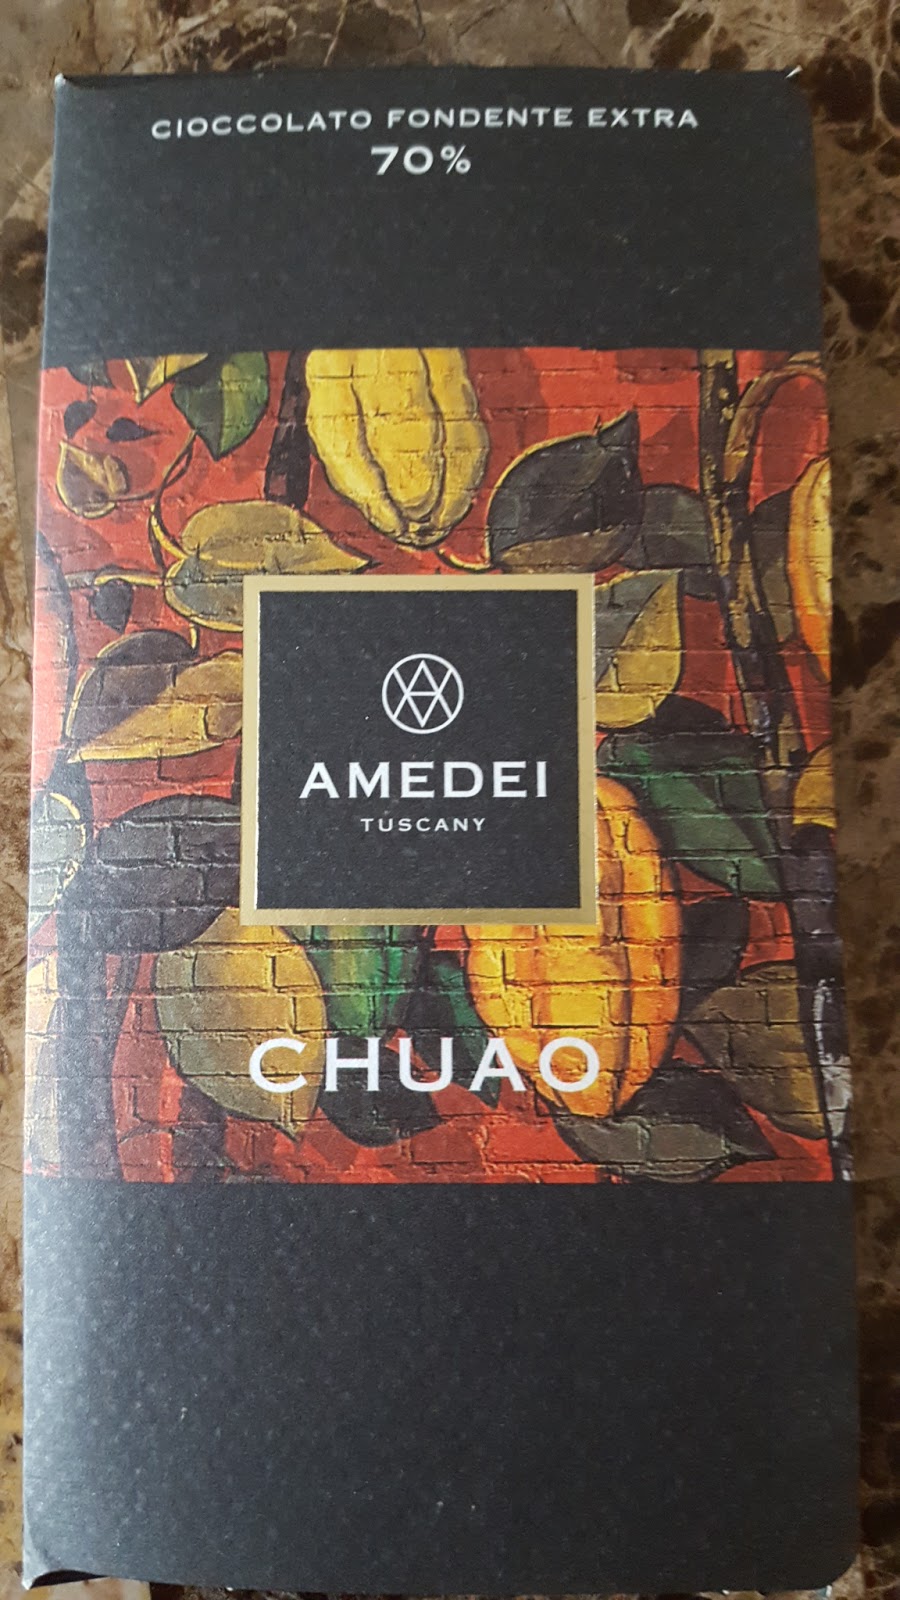 CIOCCOLATO FONDENTE EXTRA
70%
AMEDEI
TUSCANY
CHUAO